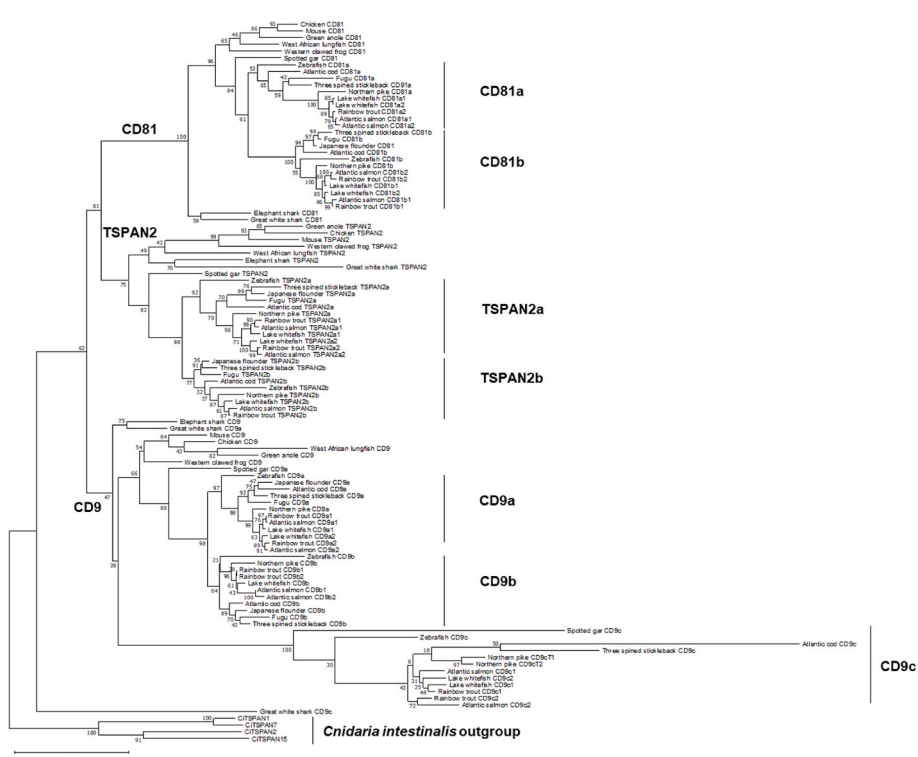 Chicken CD81
Mouse CD81
Green anole CD81
West African lungfish CD81
Western clawed frog CD81
Spotted gar CD81
Zebrafish CD81a
Atlantic cod CD81a
Fugu CD81a
Three spined stickleback CD81a
Northern pike CD81a
Lake whitefish CD81a1
Lake whitefish CD81a2
Rainbow trout CD81a2
Atlantic salmon CD81a1
Atlantic salmon CD81a2
CD81a
Three spined stickleback CD81b
Fugu CD81b
Japanese flounder CD81
Atlantic cod CD81b
Zebrafish CD81b
Northern pike CD81b
Atlantic salmon CD81b2
Rainbow trout CD81b2
Lake whitefish CD81b1
Lake whitefish CD81b2
Atlantic salmon CD81b1
Rainbow trout CD81b1
CD81b
CD81
Elephant shark CD81
Great white shark CD81
TSPAN2
Green anole TSPAN2
Chicken TSPAN2
Mouse TSPAN2
Western clawed frog TSPAN2
West African lungfish TSPAN2
Elephant shark TSPAN2
Great white shark TSPAN2
Spotted gar TSPAN2
Zebrafish TSPAN2a
Three spined stickleback TSPAN2a
Japanese flounder TSPAN2a
Fugu TSPAN2a
Atlantic cod TSPAN2a
Northern pike TSPAN2a
Rainbow trout TSPAN2a1
Atlantic salmon TSPAN2a1
Lake whitefish TSPAN2a1
Lake whitefish TSPAN2a2
Rainbow trout TSPAN2a2
Atlantic salmon TSPAN2a2
TSPAN2a
Japanese flounder TSPAN2b
Three spined stickleback TSPAN2b
Fugu TSPAN2b
Atlantic cod TSPAN2b
Zebrafish TSPAN2b
Northern pike TSPAN2b
Lake whitefish TSPAN2b
Atlantic salmon TSPAN2b
Rainbow trout TSPAN2b
TSPAN2b
Elephant shark CD9
Great white shark CD9a
Mouse CD9
Chicken CD9
West African lungfish CD9
Green anole CD9
Western clawed frog CD9
CD9
Spotted gar CD9a
Zebrafish CD9a
Japanese flounder CD9a
Atlantic cod CD9a
Three spined stickleback CD9a
Fugu CD9a
Northern pike CD9a
Rainbow trout CD9a1
Atlantic salmon CD9a1
Lake whitefish CD9a1
Lake whitefish CD9a2
Rainbow trout CD9a2
Atlantic salmon CD9a2
CD9a
Zebrafish CD9b
Northern pike CD9b
Rainbow trout CD9b1
Rainbow trout CD9b2
Lake whitefish CD9b
Atlantic salmon CD9b1
Atlantic salmon CD9b2
Atlantic cod CD9b
Japanese flounder CD9b
Fugu CD9b
Three spined stickleback CD9b
CD9b
Spotted gar CD9c
Zebrafish CD9c
Atlantic cod CD9c
Three spined stickleback CD9c
Northern pike CD9cT1
Northern pike CD9cT2
Atlantic salmon CD9c1
Lake whitefish CD9c2
Lake whitefish CD9c1
Rainbow trout CD9c1
Rainbow trout CD9c2
Atlantic salmon CD9c2
CD9c
Great white shark CD9c
CiTSPAN1
CiTSPAN7
CiTSPAN2
CiTSPAN15
Cnidaria intestinalis outgroup